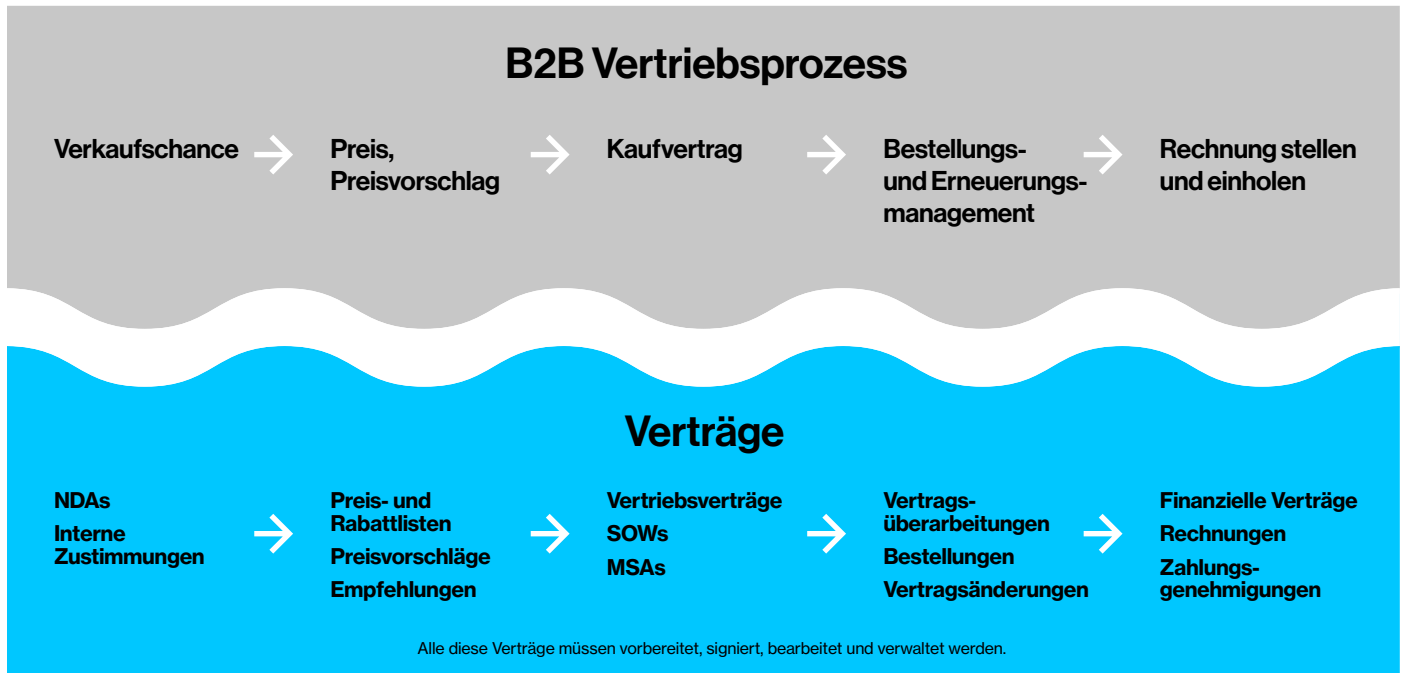 B2B Vertriebsprozess
Verkaufschance
Preis,
Preisvorschlag
Kaufvertrag
Bestellungs-
und Erneuerungs-
management
Rechnung stellen
und einholen
Verträge
NDAs
Interne
Zustimmungen
Preis- und
Rabattlisten
Preisvorschläge
Empfehlungen
Vertriebsverträge
SOWs
MSAs
Vertrags-
überarbeitungen
Bestellungen
Vertragsänderungen
Finanzielle Verträge
Rechnungen
Zahlungs-
genehmigungen
Alle diese Verträge müssen vorbereitet, signiert, bearbeitet und verwaltet werden.